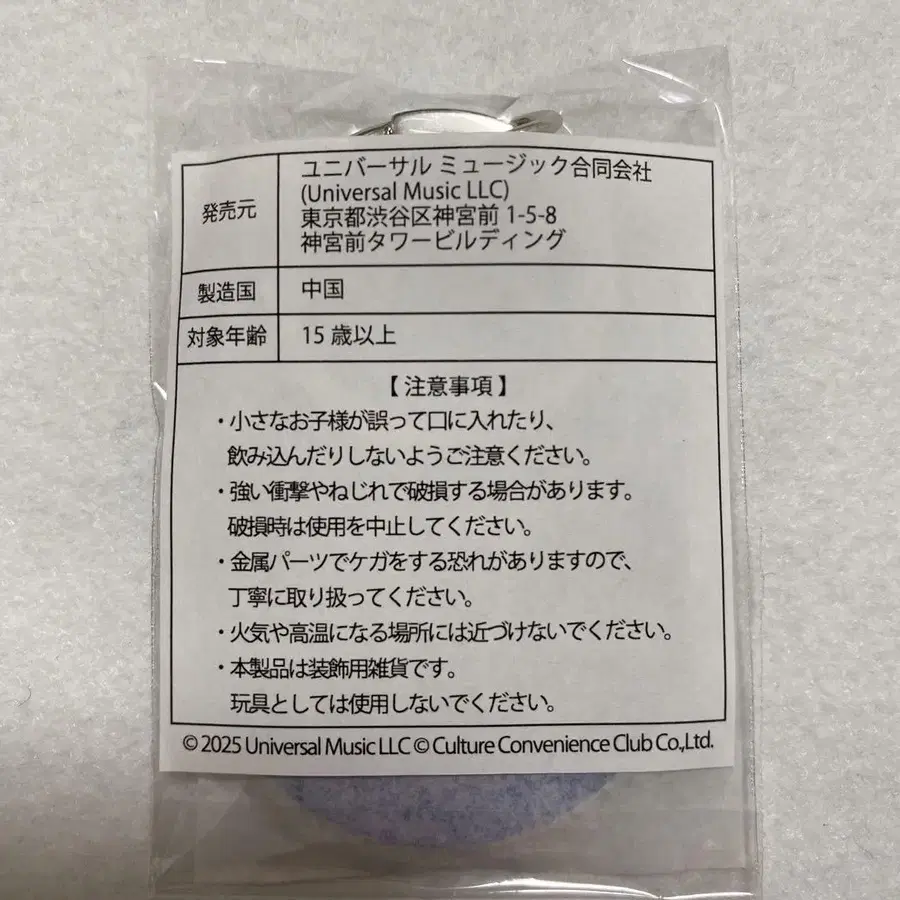 発売元
ユニバーサル ミュージック合同会社
(Universal Music LLC)
東京都渋谷区神宮前 1-5-8
神宮前タワービルディング
製造国
中国
対象年齢
15 歳以上
【 注意事項 】
・小さなお子様が誤って口に入れたり、
飲み込んだりしないようご注意ください。
・強い衝撃やねじれで破損する場合があります。
破損時は使用を中止してください。
・金属パーツでケガをする恐れがありますので、
丁寧に取り扱ってください。
・火気や高温になる場所には近づけないでください。
・本製品は装飾用雑貨です。
玩具としては使用しないでください。
© 2025 Universal Music LLC © Culture Convenience Club Co.,Ltd.